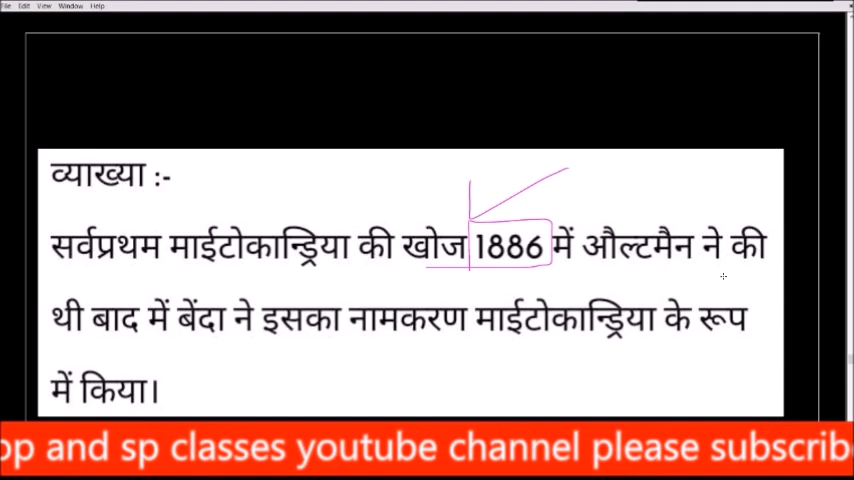 File Edit View Window Help
व्याख्या :-
सर्वप्रथम माईटोकान्ड्रिया की खोज 1886 में औल्टमैन ने की
थी बाद में बेंदा ने इसका नामकरण माईटोकान्ड्रिया के रूप
में किया।
op and sp classes youtube channel please subscribe